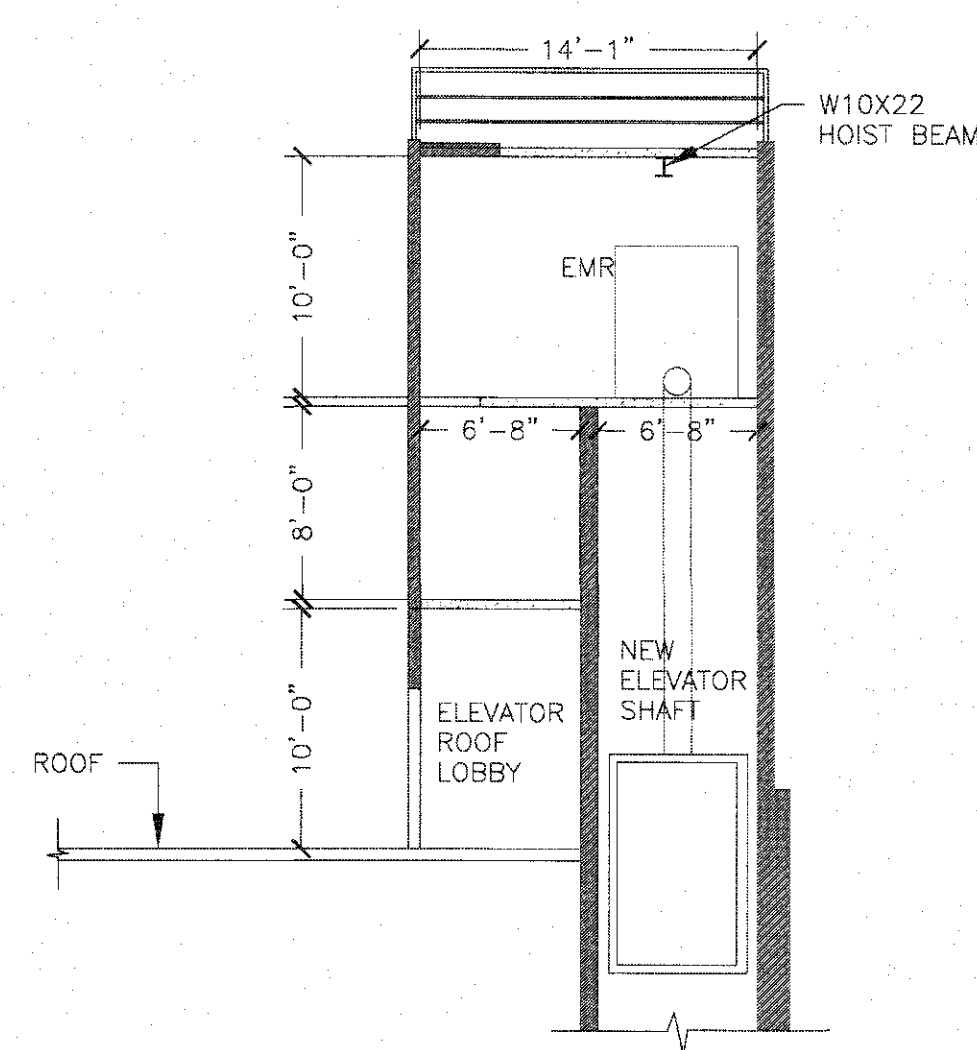 14'-1"
W10X22
HOIST BEAM
10'-0"
EMR
6'-8"
6'-8"
8'-0"
NEW
ELEVATOR
SHAFT
10'-0"
ELEVATOR
ROOF
LOBBY
ROOF